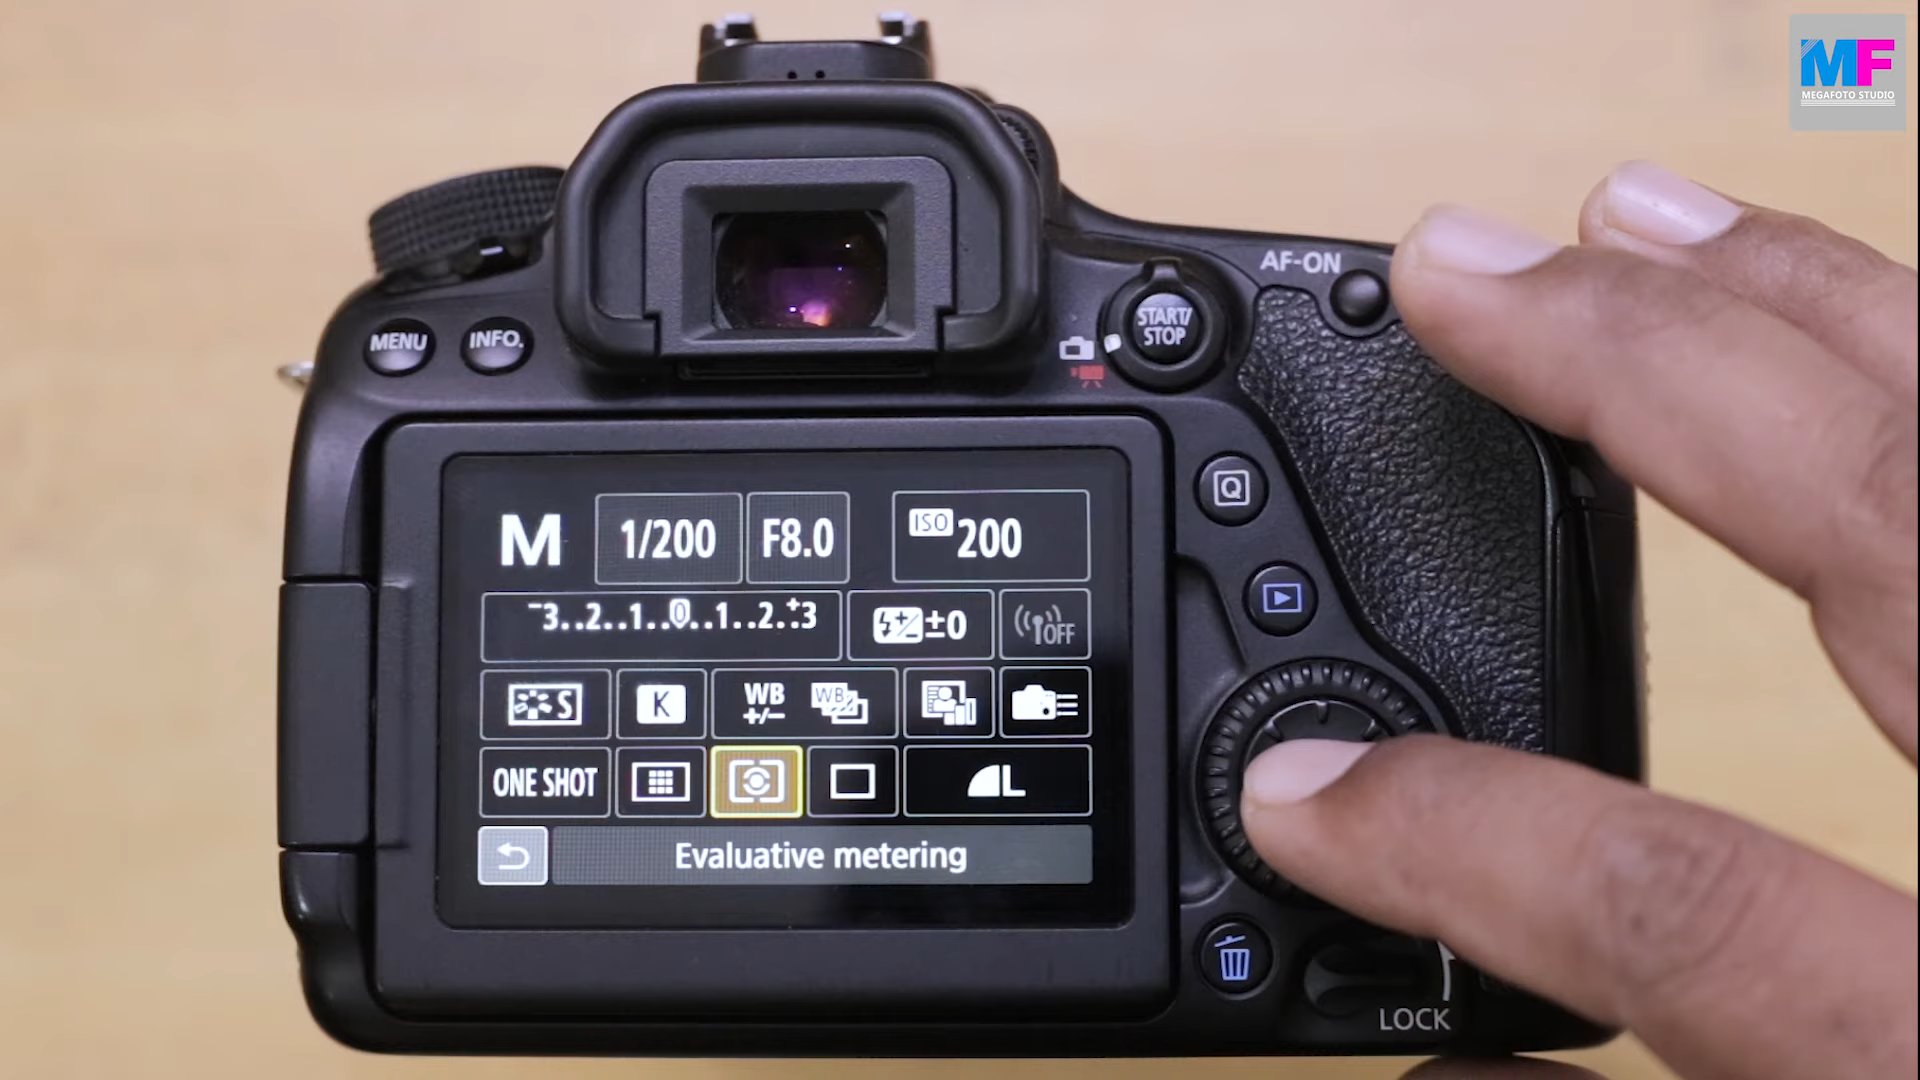 MF
MEGAFOTO STUDIO
AF-ON
START/
STOP
MENU
INFO.
Q
M 1/200 F8.0 ISO 200
-3..2..1..0..1..2.+3 ±0 OFF
S K WB +/- WB
ONE SHOT L
Evaluative metering
LOCK